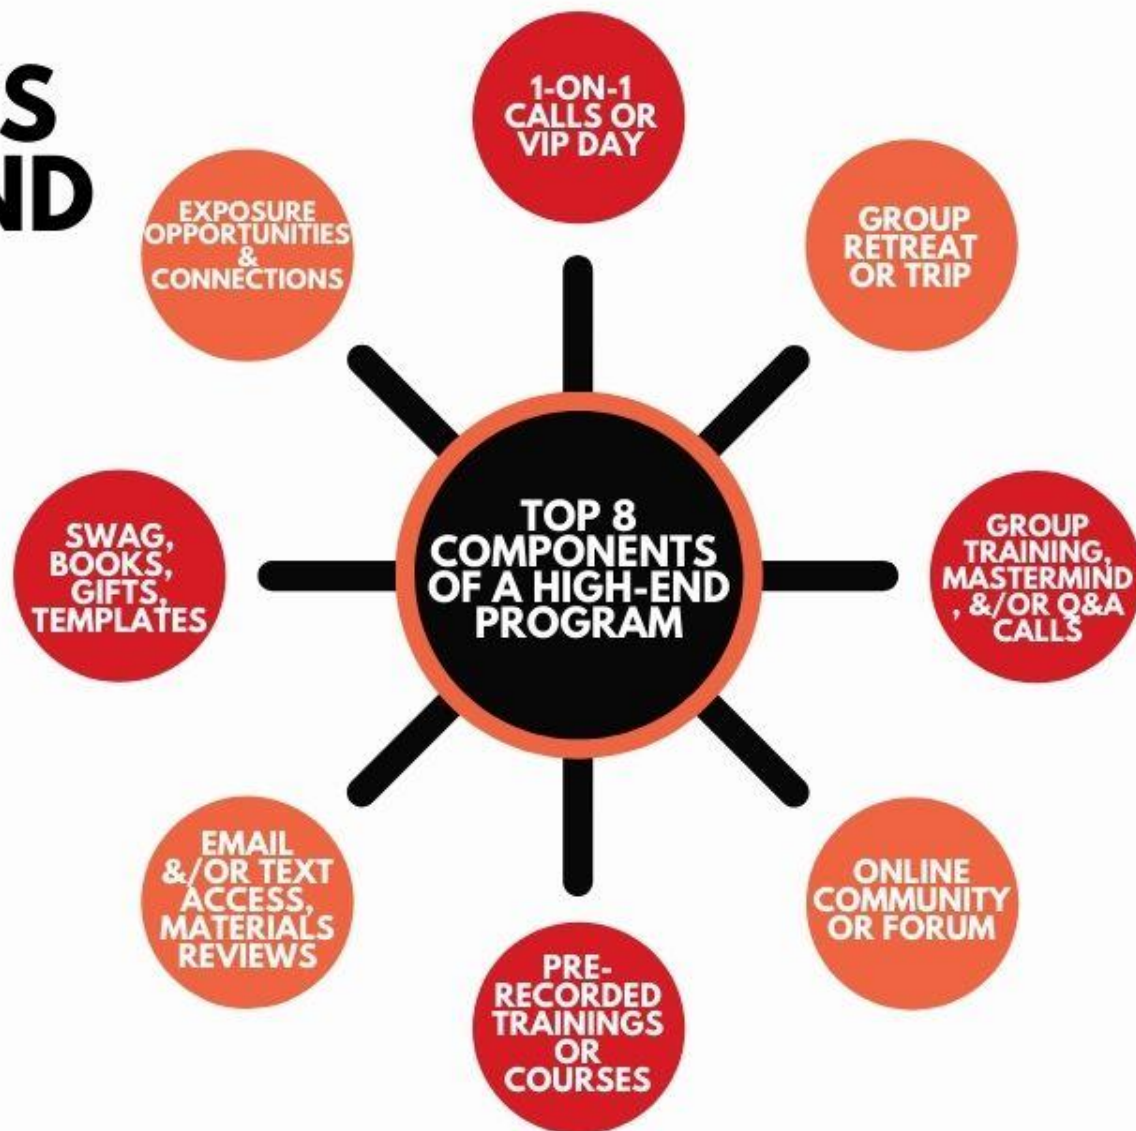 1-ON-1
CALLS OR
VIP DAY
EXPOSURE
OPPORTUNITIES
&
CONNECTIONS
GROUP
RETREAT
OR TRIP
SWAG,
BOOKS,
GIFTS,
TEMPLATES
TOP 8
COMPONENTS
OF A HIGH-END
PROGRAM
GROUP
TRAINING,
MASTERMIND
, &/OR Q&A
CALLS
EMAIL
&/OR TEXT
ACCESS,
MATERIALS
REVIEWS
ONLINE
COMMUNITY
OR FORUM
PRE-
RECORDED
TRAININGS
OR
COURSES